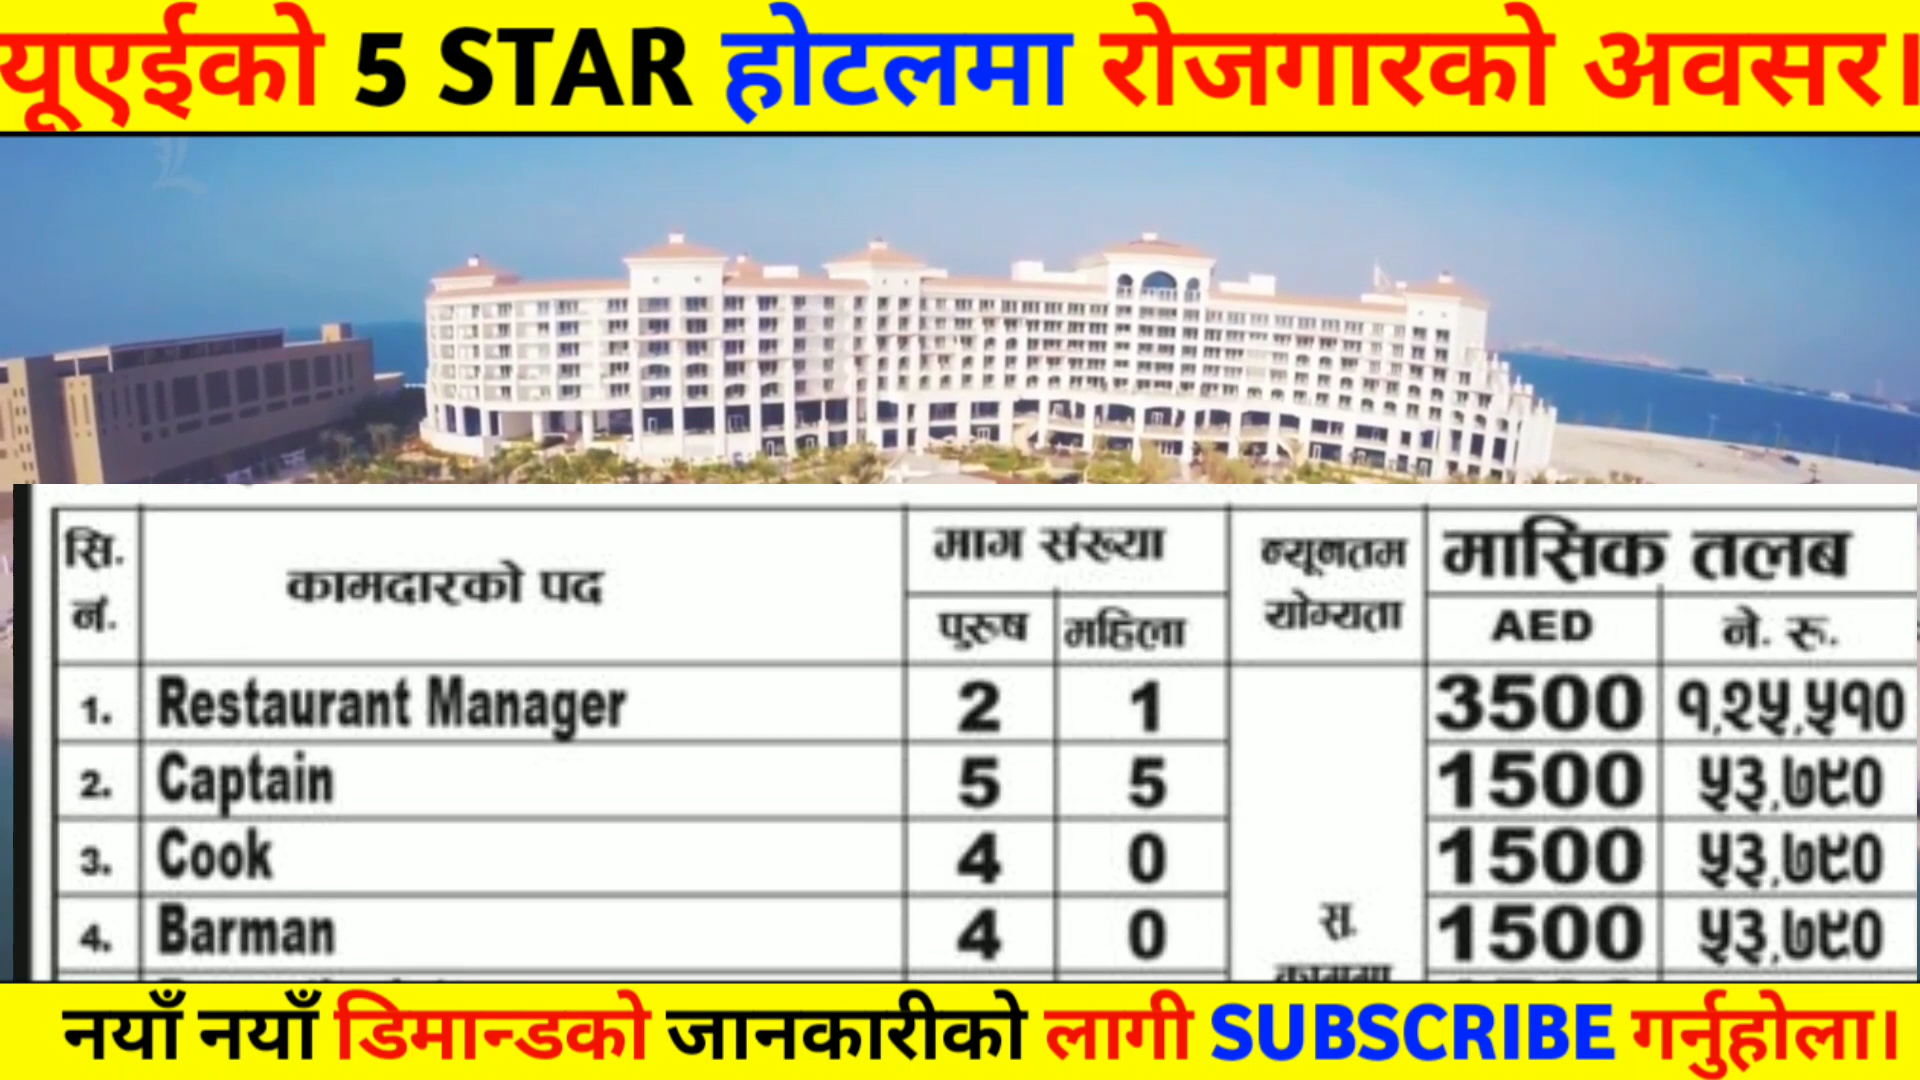 यूएईको 5 STAR होटलमा रोजगारको अवसर।
सि. नं. कामदारको पद माग संख्या न्यूनतम योग्यता मासिक तलब
पुरुष महिला AED ने. रू.
1. Restaurant Manager 2 1 3500 १,२५,५१०
2. Captain 5 5 1500 ५३,७९०
3. Cook 4 0 1500 ५३,७९०
4. Barman 4 0 स. 1500 ५३,७९०
नयाँ नयाँ डिमान्डको जानकारीको लागी SUBSCRIBE गर्नुहोला।